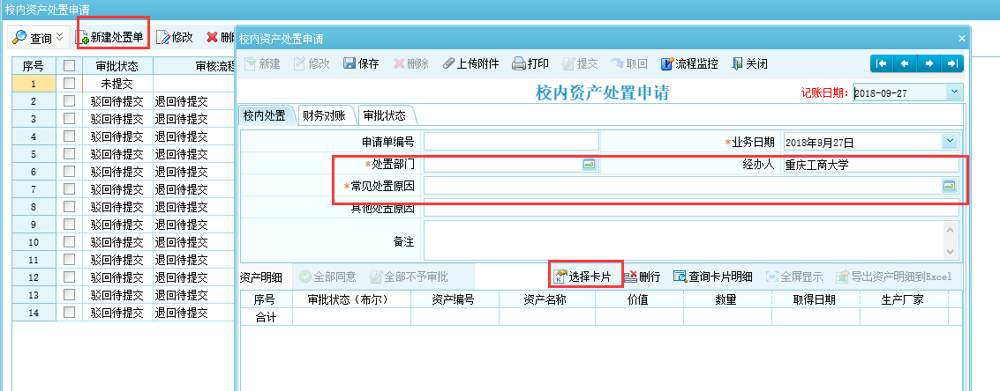 校内资产处置申请
查询 新建处置单 修改
序号 审批状态 审核流程
1 未提交
2 驳回待提交 退回待提交
3 驳回待提交 退回待提交
4 驳回待提交 退回待提交
5 驳回待提交 退回待提交
6 驳回待提交 退回待提交
7 驳回待提交 退回待提交
8 驳回待提交 退回待提交
9 驳回待提交 退回待提交
10 驳回待提交 退回待提交
11 驳回待提交 退回待提交
12 驳回待提交 退回待提交
13 驳回待提交 退回待提交
14 驳回待提交 退回待提交
校内资产处置申请
新建 修改 保存 删除 上传附件 打印 提交 取回 流程监控 关闭
校内资产处置申请
记账日期: 2018-09-27
校内处置 财务对账 审批状态
申请单编号 *业务日期 2018年9月27日
*处置部门 经办人 重庆工商大学
*常见处置原因
其他处置原因
备注
资产明细 全部同意 全部不予审批 选择卡片 删行 查询卡片明细 全屏显示 导出资产明细到Excel
序号 审批状态（布尔） 资产编号 资产名称 价值 数量 取得日期 生产厂家
合计